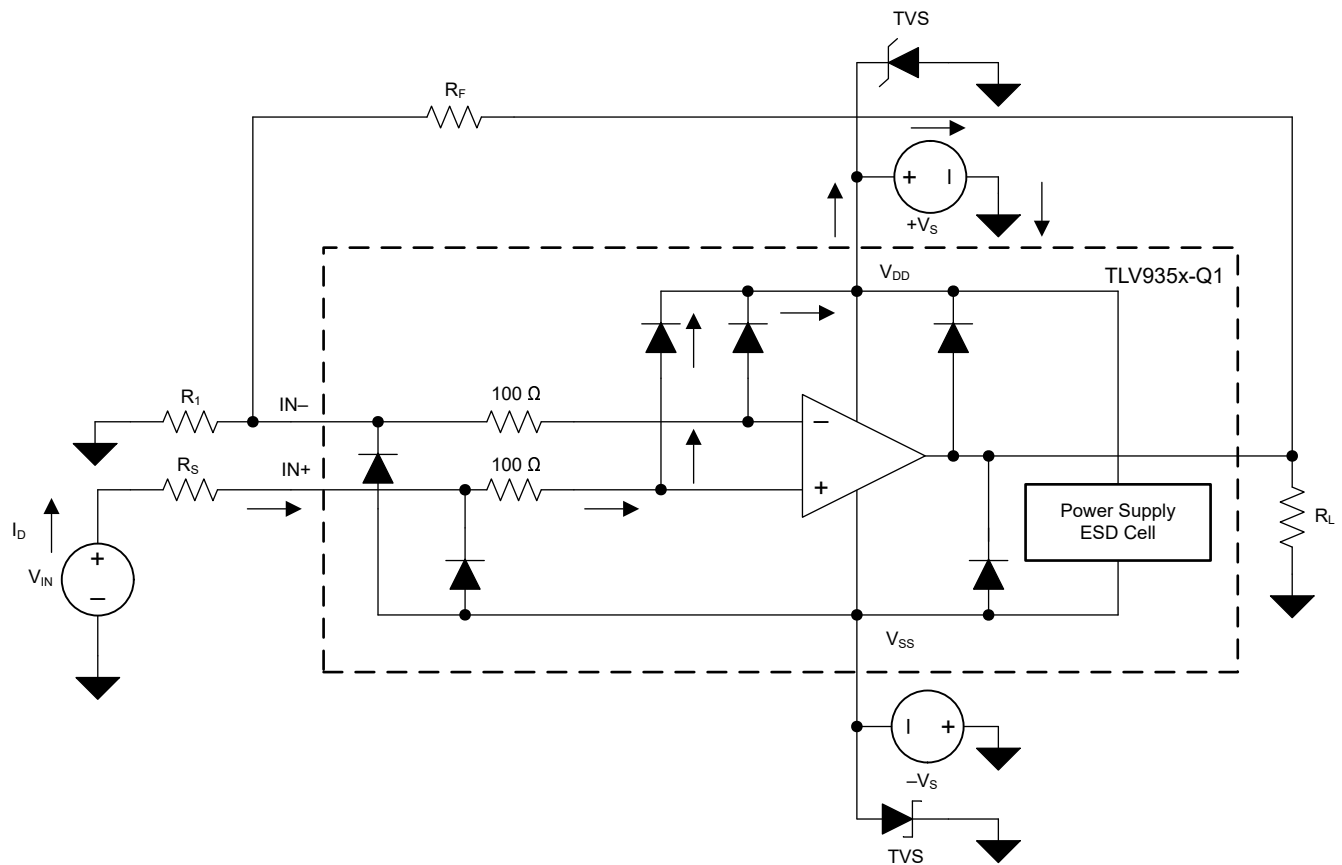 TVS
R_F
+ –
+V_S
V_DD
TLV935x-Q1
R_1
IN–
100 Ω
–
R_S
IN+
100 Ω
+
I_D
V_IN
+
–
Power Supply
ESD Cell
R_L
V_SS
– +
–V_S
TVS